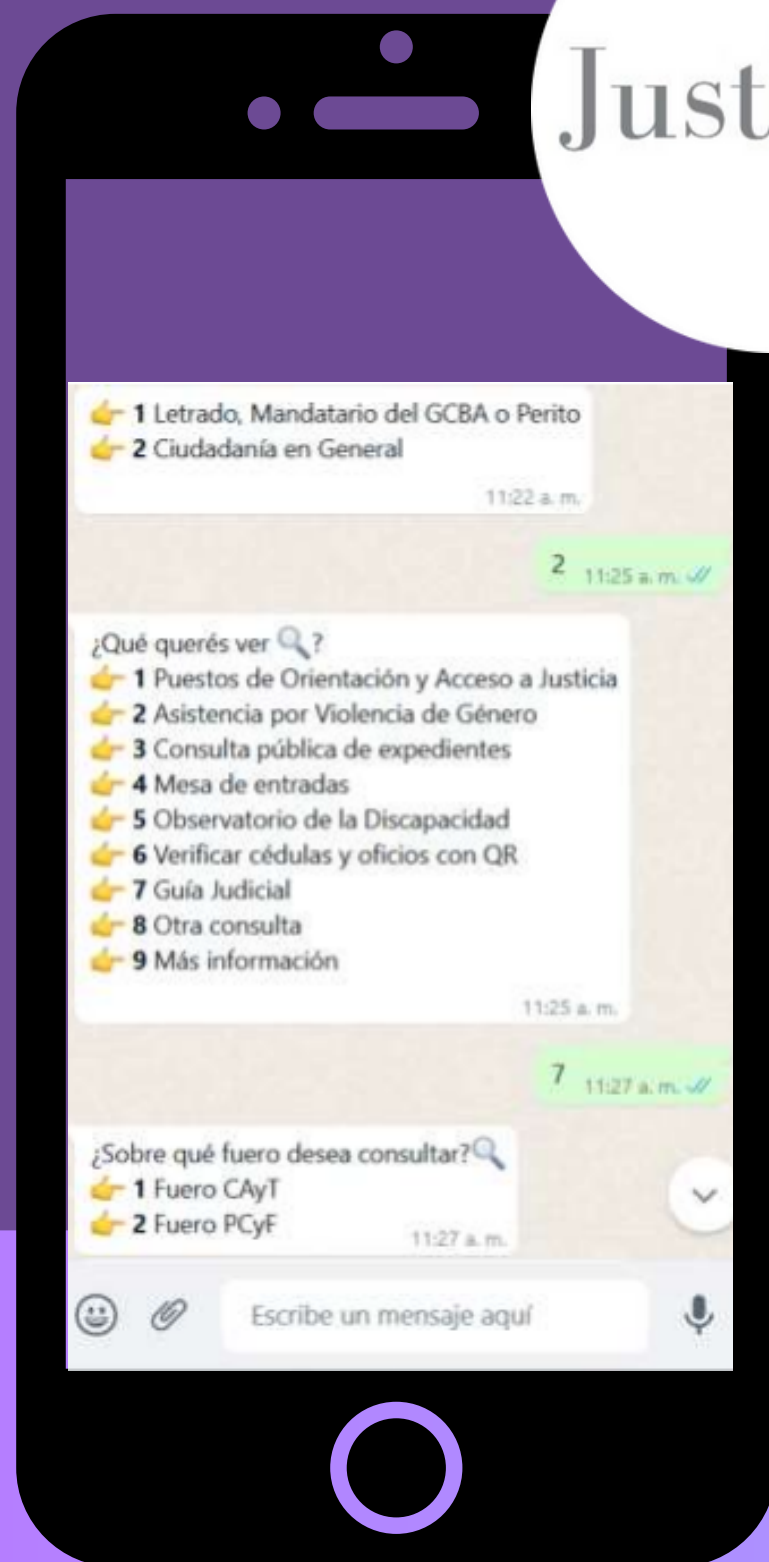 Just
👉 1 Letrado, Mandatario del GCBA o Perito
👉 2 Ciudadanía en General
11:22 a. m.
2 11:25 a. m.
¿Qué querés ver 🔍?
👉 1 Puestos de Orientación y Acceso a Justicia
👉 2 Asistencia por Violencia de Género
👉 3 Consulta pública de expedientes
👉 4 Mesa de entradas
👉 5 Observatorio de la Discapacidad
👉 6 Verificar cédulas y oficios con QR
👉 7 Guía Judicial
👉 8 Otra consulta
👉 9 Más información
11:25 a. m.
7 11:27 a. m.
¿Sobre qué fuero desea consultar?🔍
👉 1 Fuero CAyT
👉 2 Fuero PCyF
11:27 a. m.
Escribe un mensaje aquí